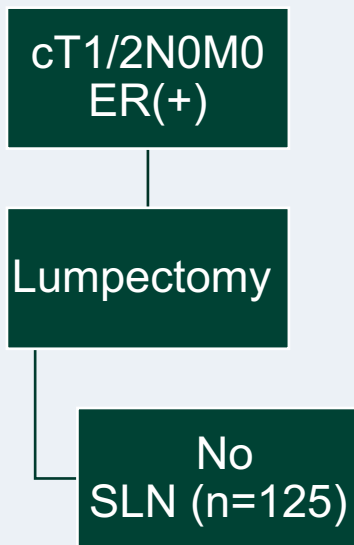 cT1/2N0M0
ER(+)
Lumpectomy
No
SLN (n=125)